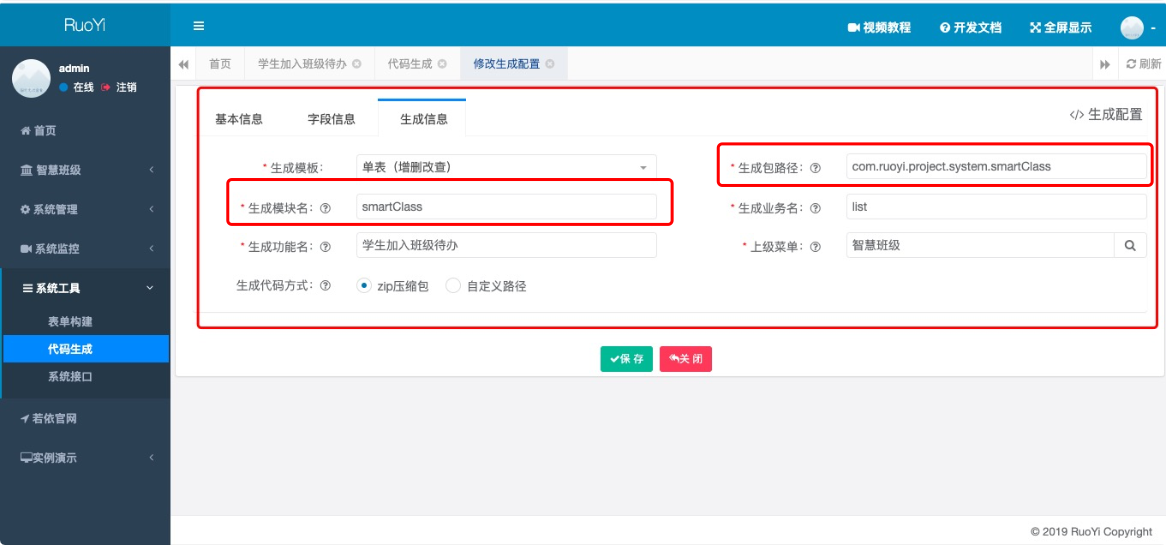 RuoYi
视频教程 开发文档 全屏显示
admin
在线 注销
首页 学生加入班级待办 代码生成 修改生成配置 刷新
首页
智慧班级
系统管理
系统监控
系统工具
表单构建
代码生成
系统接口
若依官网
实例演示
基本信息 字段信息 生成信息 </> 生成配置
* 生成模板: 单表（增删改查） * 生成包路径: com.ruoyi.project.system.smartClass
* 生成模块名: smartClass * 生成业务名: list
* 生成功能名: 学生加入班级待办 * 上级菜单: 智慧班级
生成代码方式: zip压缩包 自定义路径
保 存 关 闭
© 2019 RuoYi Copyright